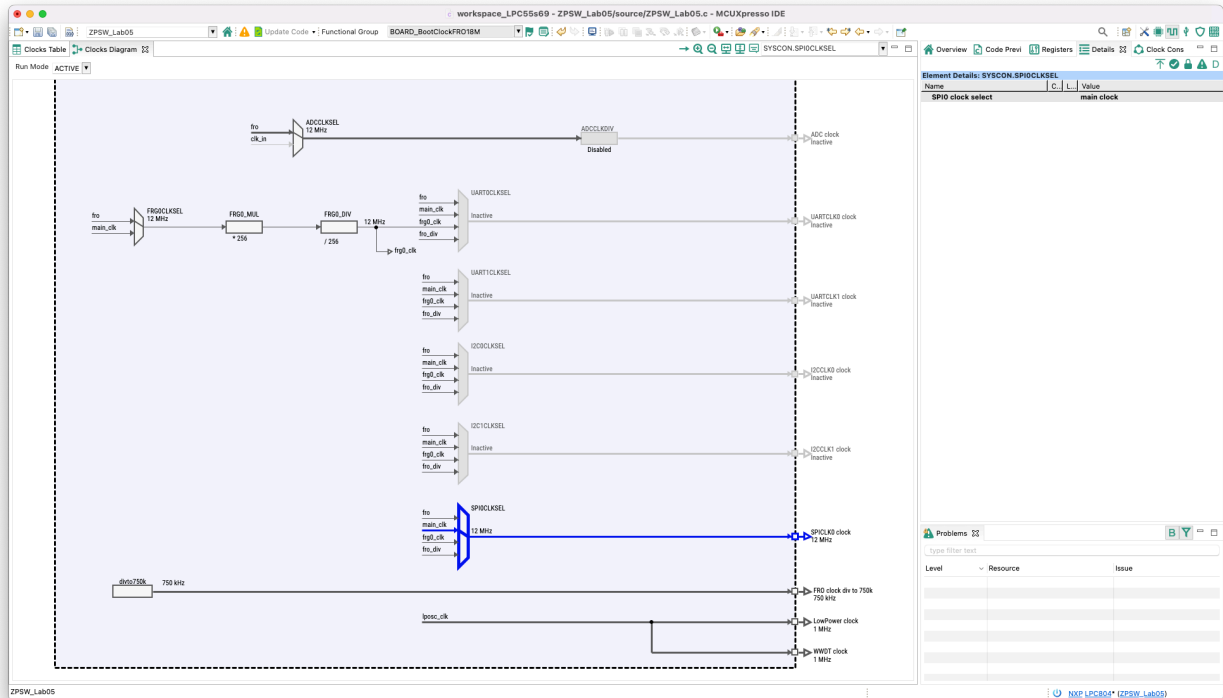 workspace_LPC55s69 - ZPSW_Lab05/source/ZPSW_Lab05.c - MCUXpresso IDE
ZPSW_Lab05 Update Code Functional Group BOARD_BootClockFRO18M
Clocks Table Clocks Diagram SYSCON.SPI0CLKSEL
Overview Code Previ Registers Details Clock Cons
Run Mode ACTIVE
Element Details: SYSCON.SPI0CLKSEL
Name C... L... Value
SPI0 clock select main clock
ADCCLKSEL
12 MHz
fro
clk_in
ADCCLKDIV
Disabled
ADC clock
Inactive
FRG0CLKSEL
12 MHz
fro
main_clk
FRG0_MUL
* 256
FRG0_DIV
/ 256
12 MHz
frg0_clk
UART0CLKSEL
fro
main_clk
frg0_clk
fro_div
Inactive
UARTCLK0 clock
Inactive
UART1CLKSEL
fro
main_clk
frg0_clk
fro_div
Inactive
UARTCLK1 clock
Inactive
I2C0CLKSEL
fro
main_clk
frg0_clk
fro_div
Inactive
I2CCLK0 clock
Inactive
I2C1CLKSEL
fro
main_clk
frg0_clk
fro_div
Inactive
I2CCLK1 clock
Inactive
SPI0CLKSEL
fro
main_clk
frg0_clk
fro_div
12 MHz
SPICLK0 clock
12 MHz
divto750k 750 kHz
FRO clock div to 750k
750 kHz
lposc_clk
LowPower clock
1 MHz
WWDT clock
1 MHz
Problems
type filter text
Level Resource Issue
ZPSW_Lab05
NXP LPC804* (ZPSW_Lab05)